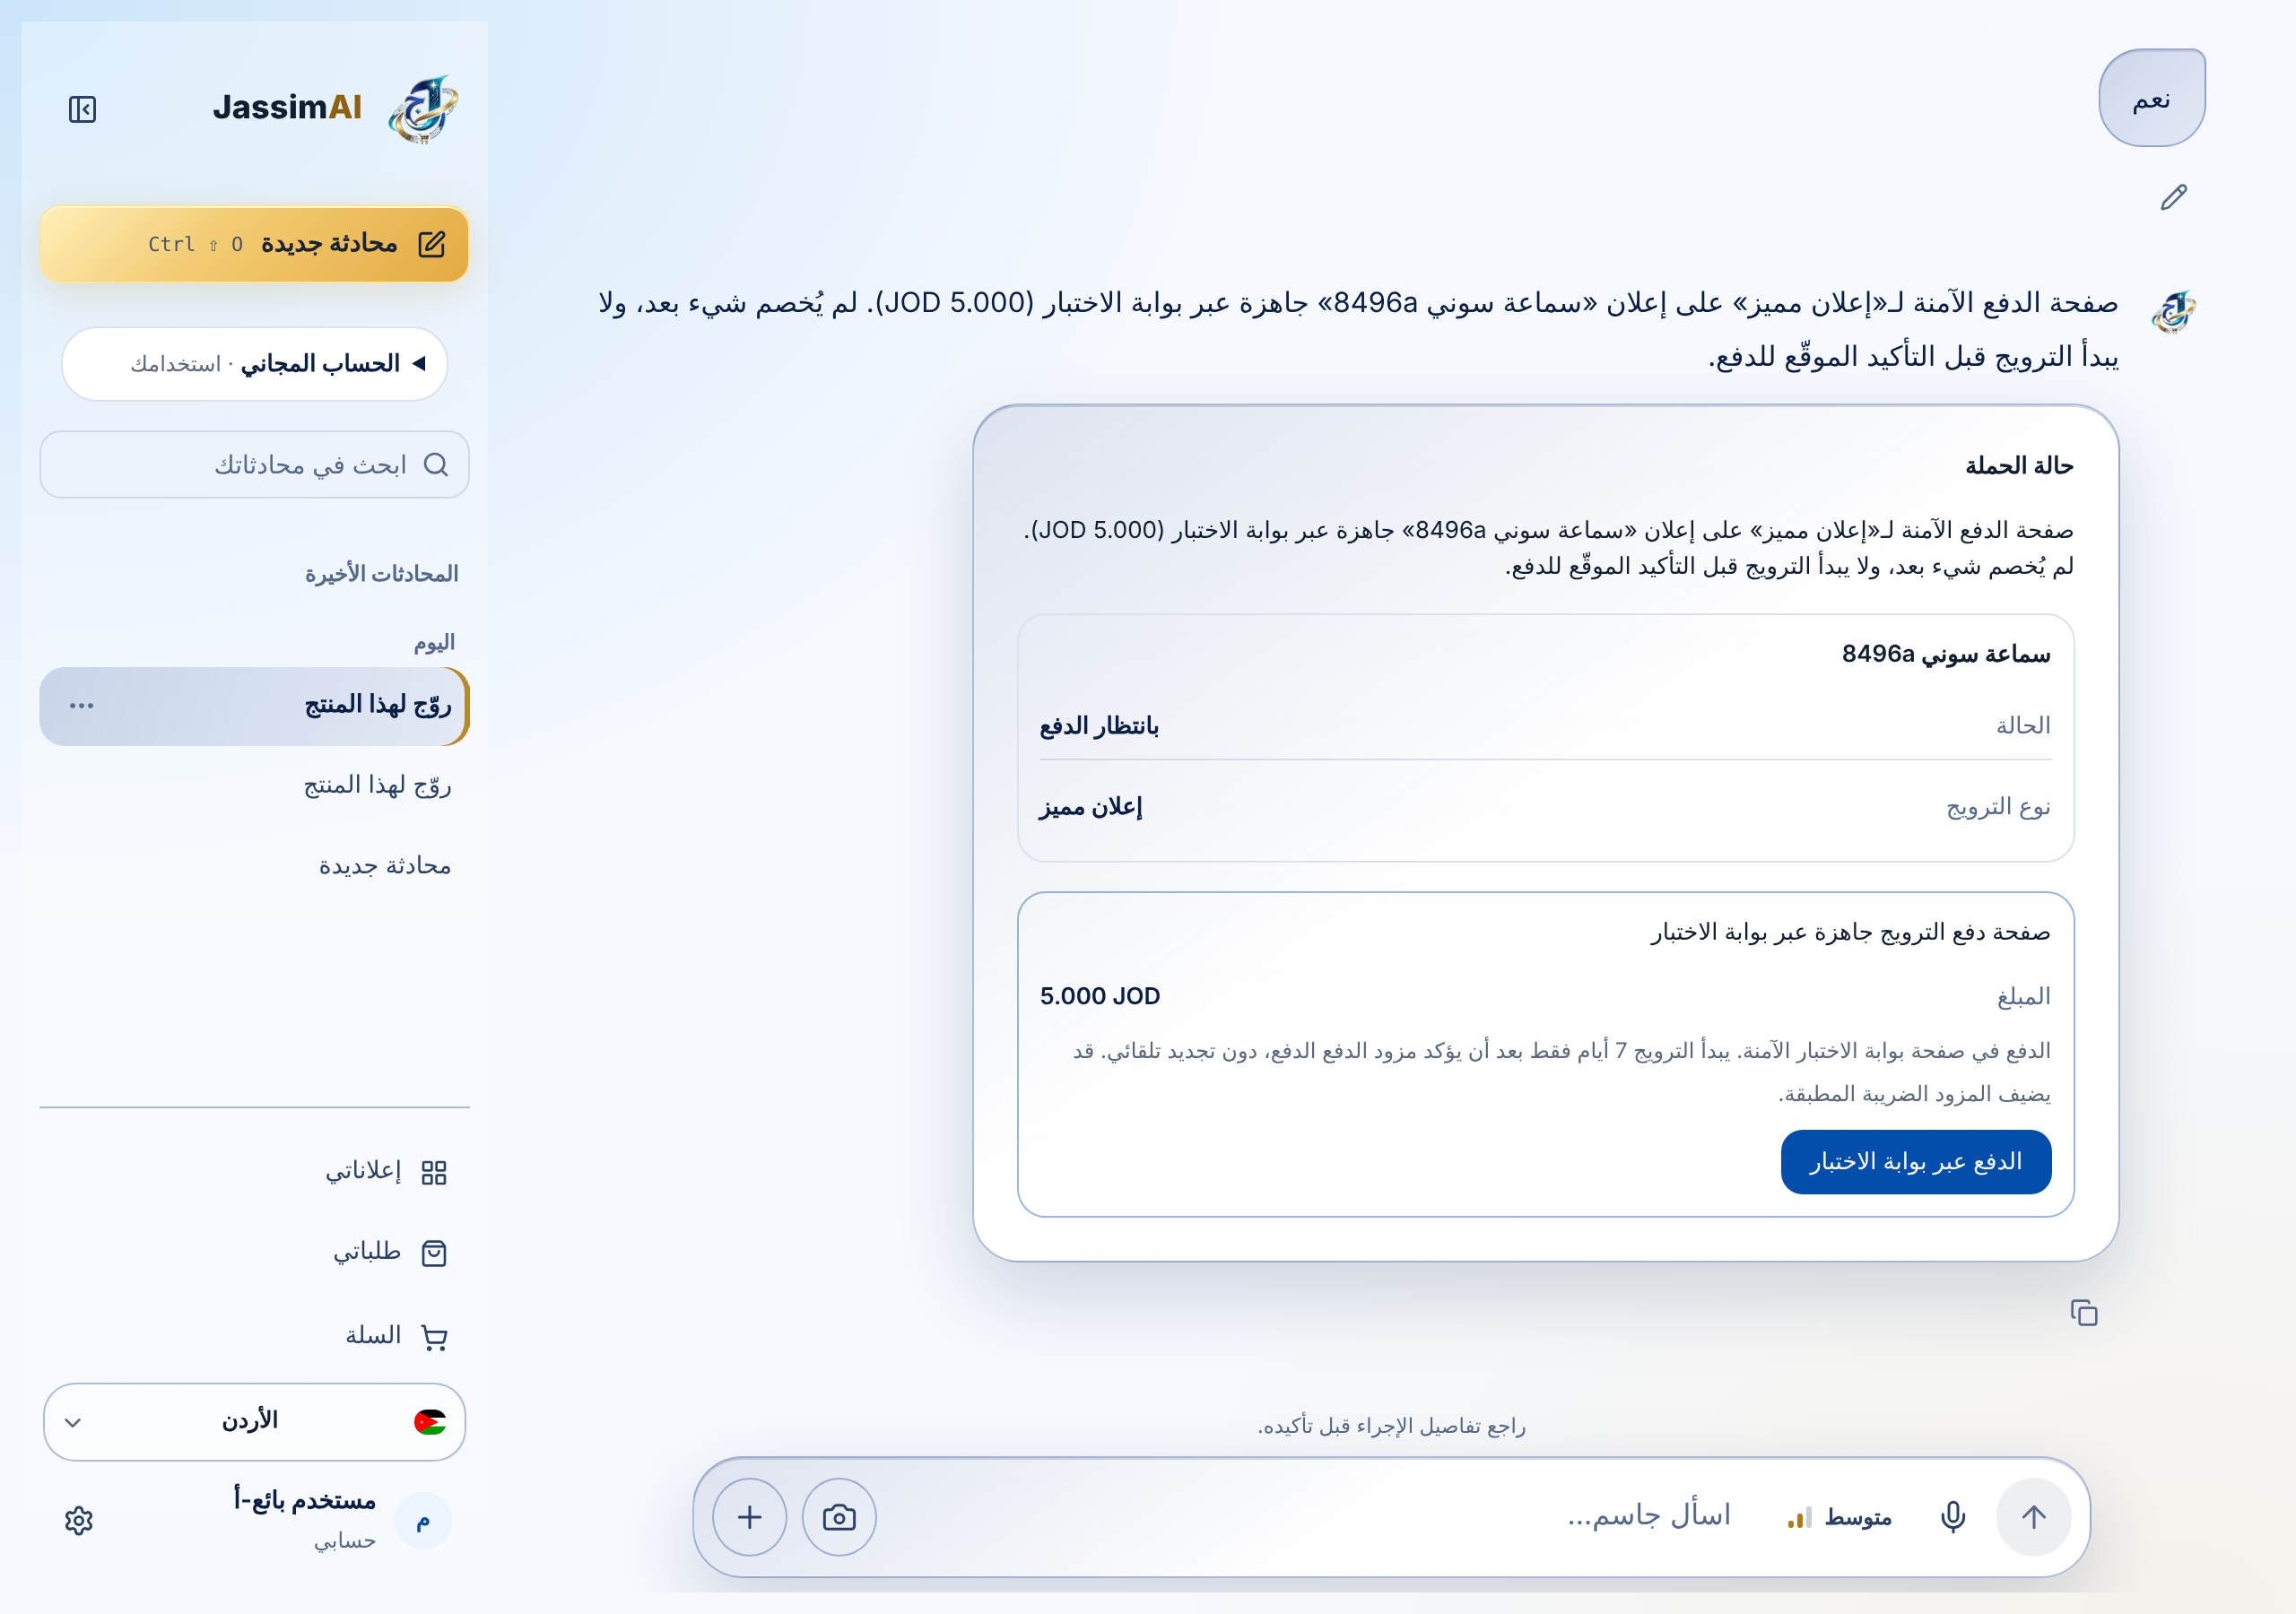 JassimAI
محادثة جديدة Ctrl ⇧ O
الحساب المجاني · استخدامك
ابحث في محادثاتك
المحادثات الأخيرة
اليوم
روّج لهذا المنتج
روّج لهذا المنتج
محادثة جديدة
إعلاناتي
طلباتي
السلة
الأردن
م
مستخدم بائع-أ
حسابي
نعم
صفحة الدفع الآمنة لـ«إعلان مميز» على إعلان «سماعة سوني 8496a» جاهزة عبر بوابة الاختبار (5.000 JOD). لم يُخصم شيء بعد، ولا
يبدأ الترويج قبل التأكيد الموقّع للدفع.
حالة الحملة
صفحة الدفع الآمنة لـ«إعلان مميز» على إعلان «سماعة سوني 8496a» جاهزة عبر بوابة الاختبار (5.000 JOD).
لم يُخصم شيء بعد، ولا يبدأ الترويج قبل التأكيد الموقّع للدفع.
سماعة سوني 8496a
الحالة بانتظار الدفع
نوع الترويج إعلان مميز
صفحة دفع الترويج جاهزة عبر بوابة الاختبار
المبلغ 5.000 JOD
الدفع في صفحة بوابة الاختبار الآمنة. يبدأ الترويج 7 أيام فقط بعد أن يؤكد مزود الدفع الدفع، دون تجديد تلقائي. قد
يضيف المزود الضريبة المطبقة.
الدفع عبر بوابة الاختبار
راجع تفاصيل الإجراء قبل تأكيده.
متوسط
اسأل جاسم...